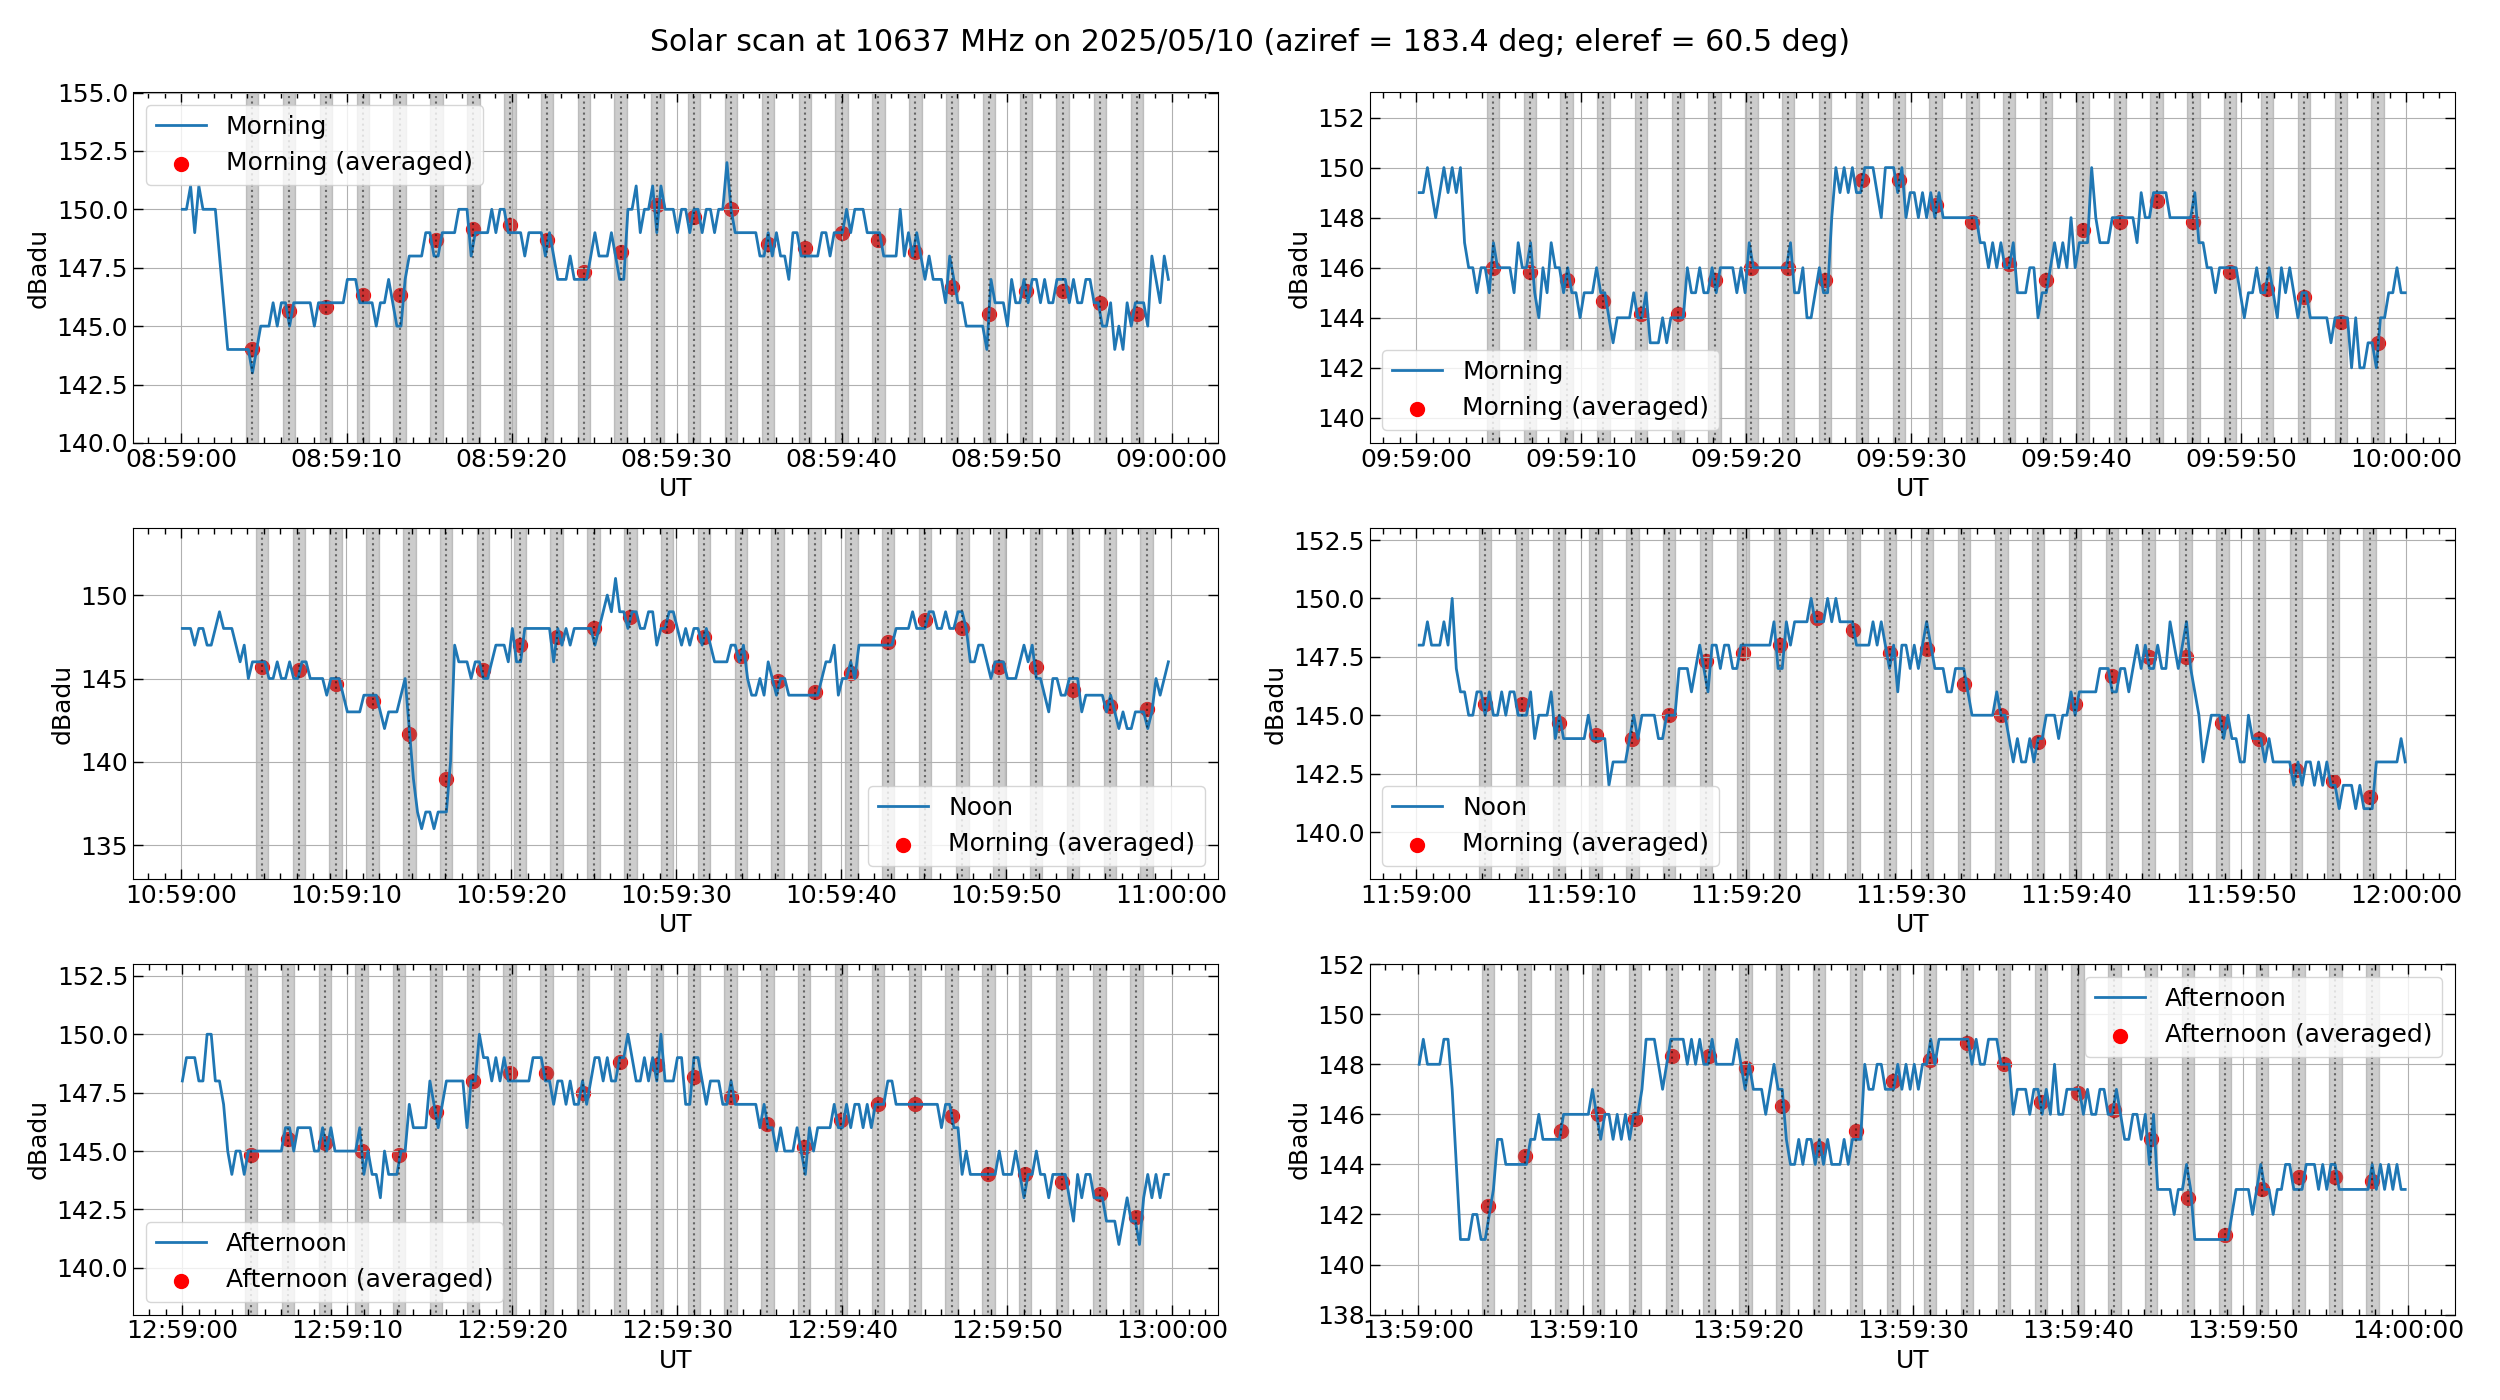 Solar scan at 10637 MHz on 2025/05/10 (aziref = 183.4 deg; eleref = 60.5 deg)
155.0
152.5
150.0
147.5
145.0
142.5
140.0
dBadu
Morning
Morning (averaged)
08:59:00 08:59:10 08:59:20 08:59:30 08:59:40 08:59:50 09:00:00
UT
152
150
148
146
144
142
140
dBadu
Morning
Morning (averaged)
09:59:00 09:59:10 09:59:20 09:59:30 09:59:40 09:59:50 10:00:00
UT
150
145
140
135
dBadu
Noon
Morning (averaged)
10:59:00 10:59:10 10:59:20 10:59:30 10:59:40 10:59:50 11:00:00
UT
152.5
150.0
147.5
145.0
142.5
140.0
dBadu
Noon
Morning (averaged)
11:59:00 11:59:10 11:59:20 11:59:30 11:59:40 11:59:50 12:00:00
UT
152.5
150.0
147.5
145.0
142.5
140.0
dBadu
Afternoon
Afternoon (averaged)
12:59:00 12:59:10 12:59:20 12:59:30 12:59:40 12:59:50 13:00:00
UT
152
150
148
146
144
142
140
138
dBadu
Afternoon
Afternoon (averaged)
13:59:00 13:59:10 13:59:20 13:59:30 13:59:40 13:59:50 14:00:00
UT